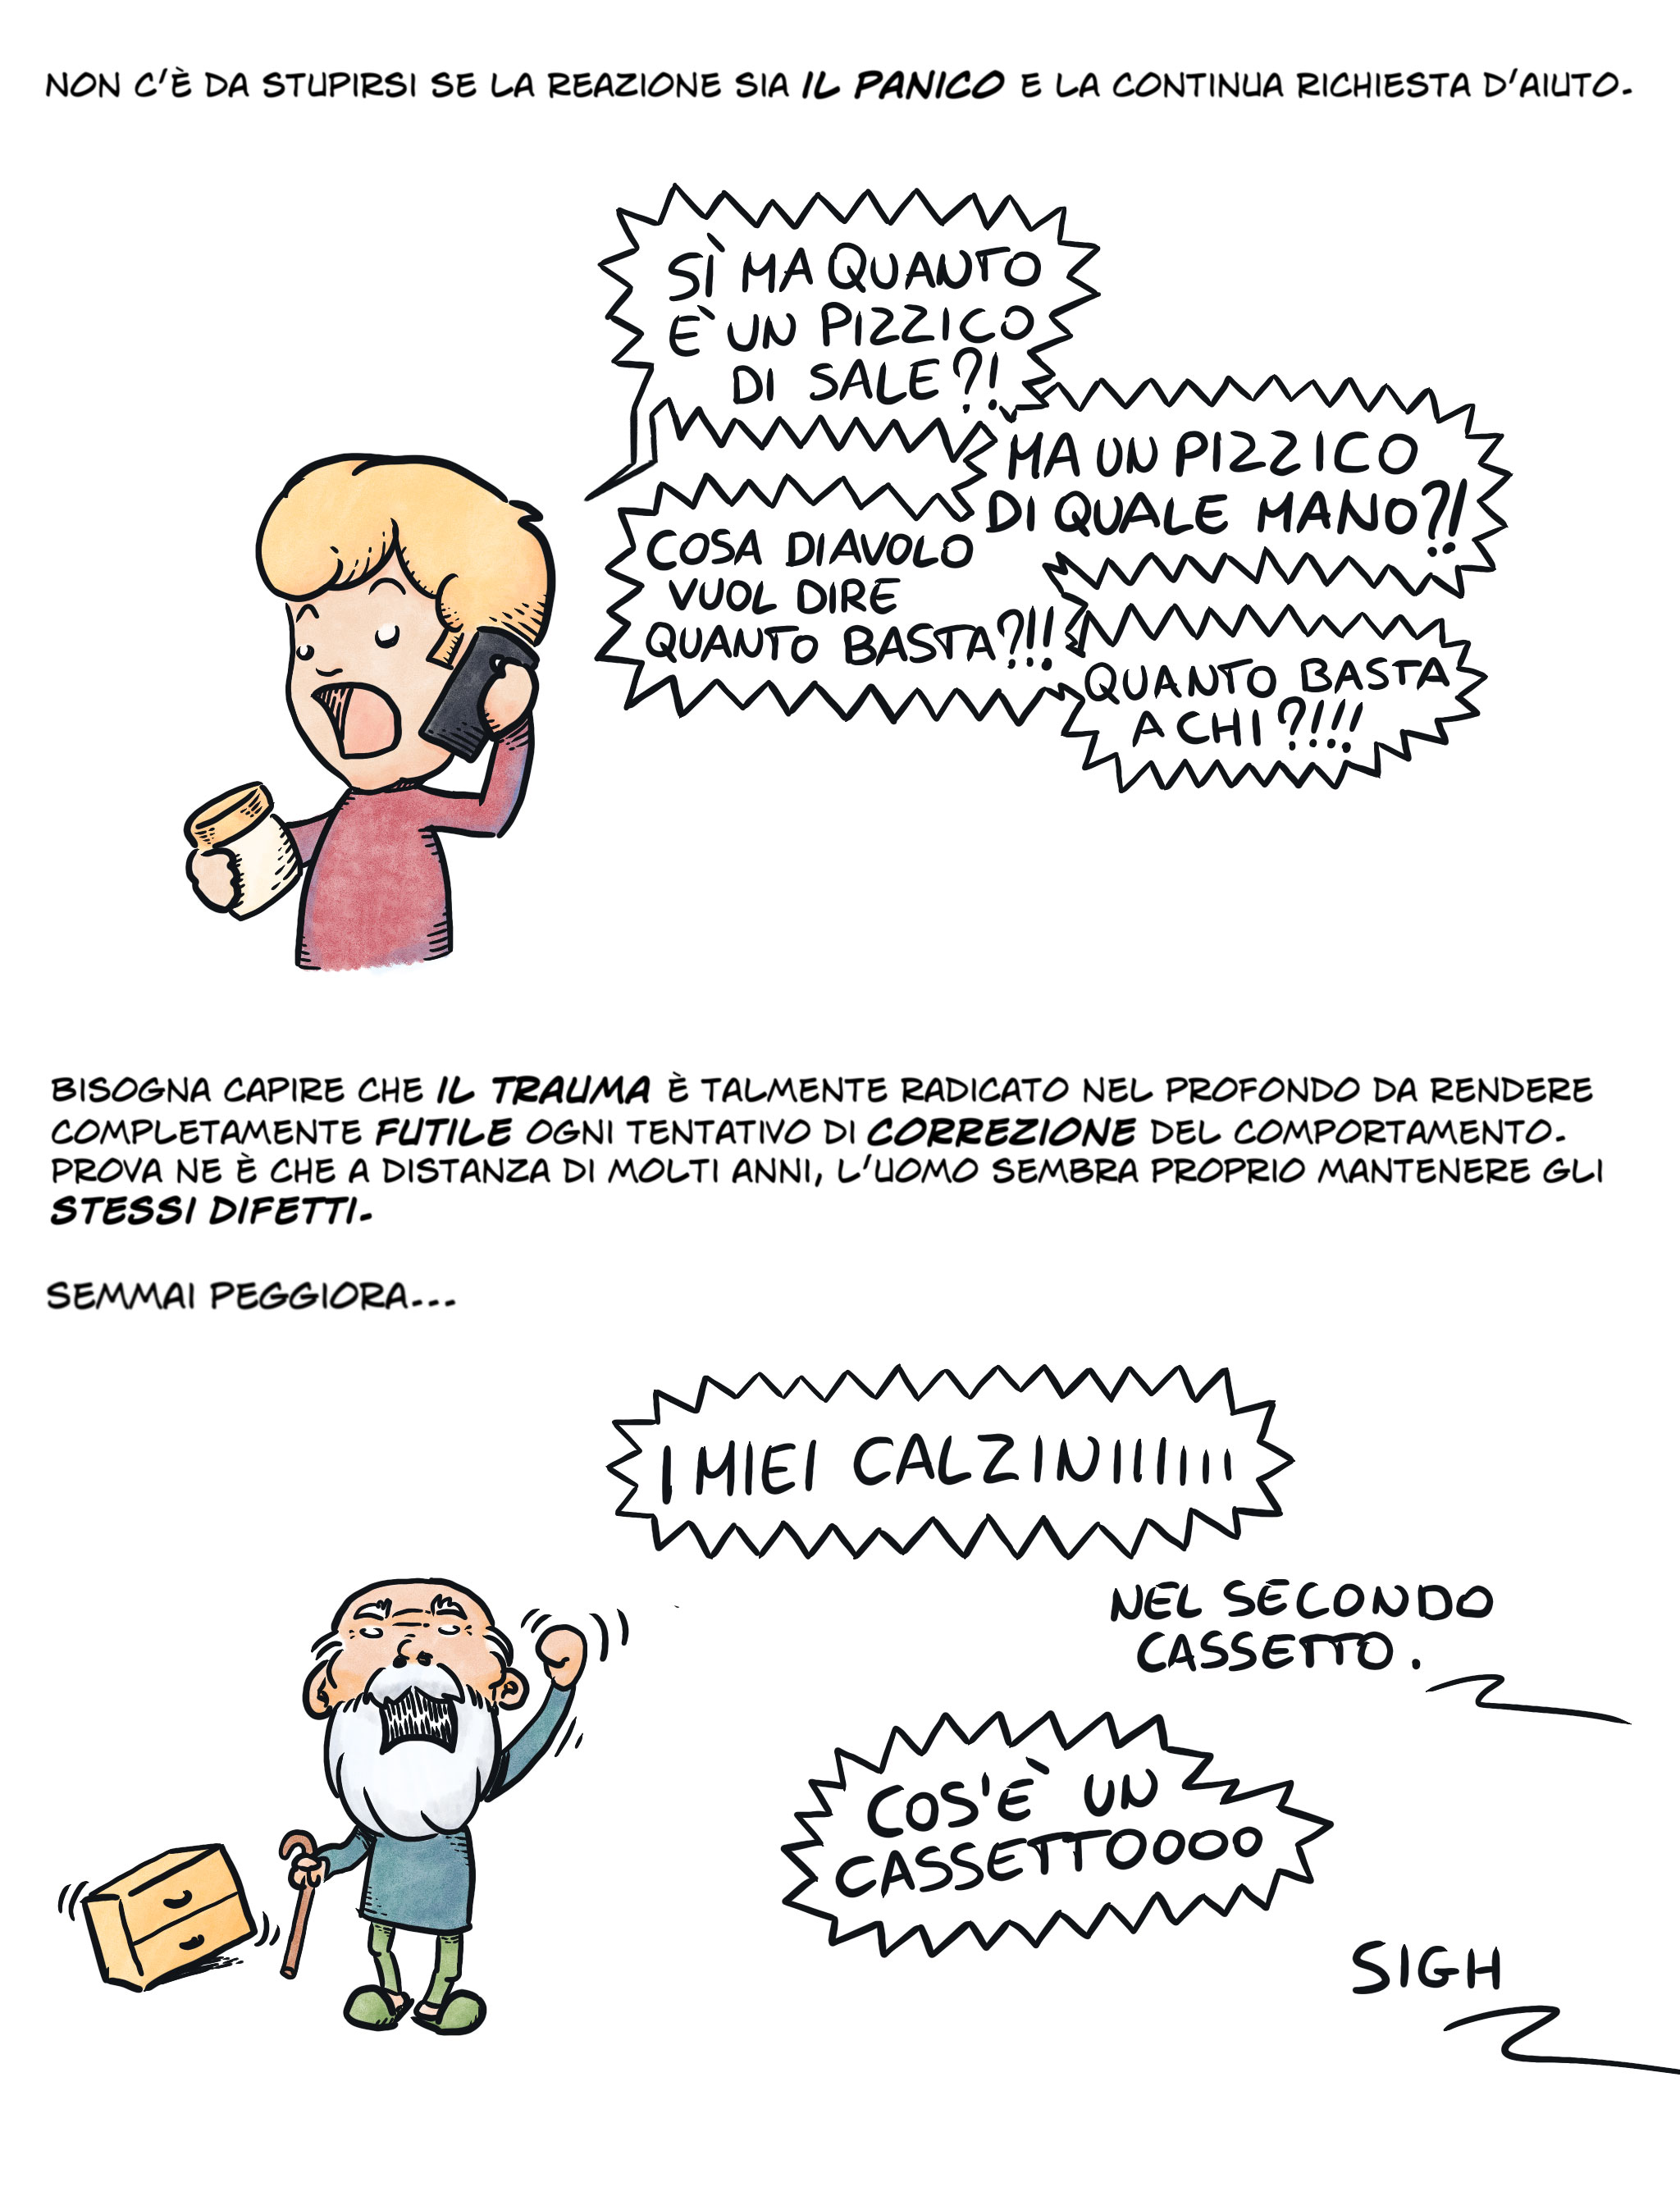 NON C'È DA STUPIRSI SE LA REAZIONE SIA IL PANICO E LA CONTINUA RICHIESTA D'AIUTO.
SÌ MA QUANTO
E' UN PIZZICO
DI SALE?!
MA UN PIZZICO
DI QUALE MANO?!
COSA DIAVOLO
VUOL DIRE
QUANTO BASTA?!!!
QUANTO BASTA
A CHI?!!!!
BISOGNA CAPIRE CHE IL TRAUMA È TALMENTE RADICATO NEL PROFONDO DA RENDERE
COMPLETAMENTE FUTILE OGNI TENTATIVO DI CORREZIONE DEL COMPORTAMENTO.
PROVA NE È CHE A DISTANZA DI MOLTI ANNI, L'UOMO SEMBRA PROPRIO MANTENERE GLI
STESSI DIFETTI.
SEMMAI PEGGIORA...
I MIEI CALZINIIIIIII
NEL SECONDO
CASSETTO.
COS'È UN
CASSETTOOOO
SIGH